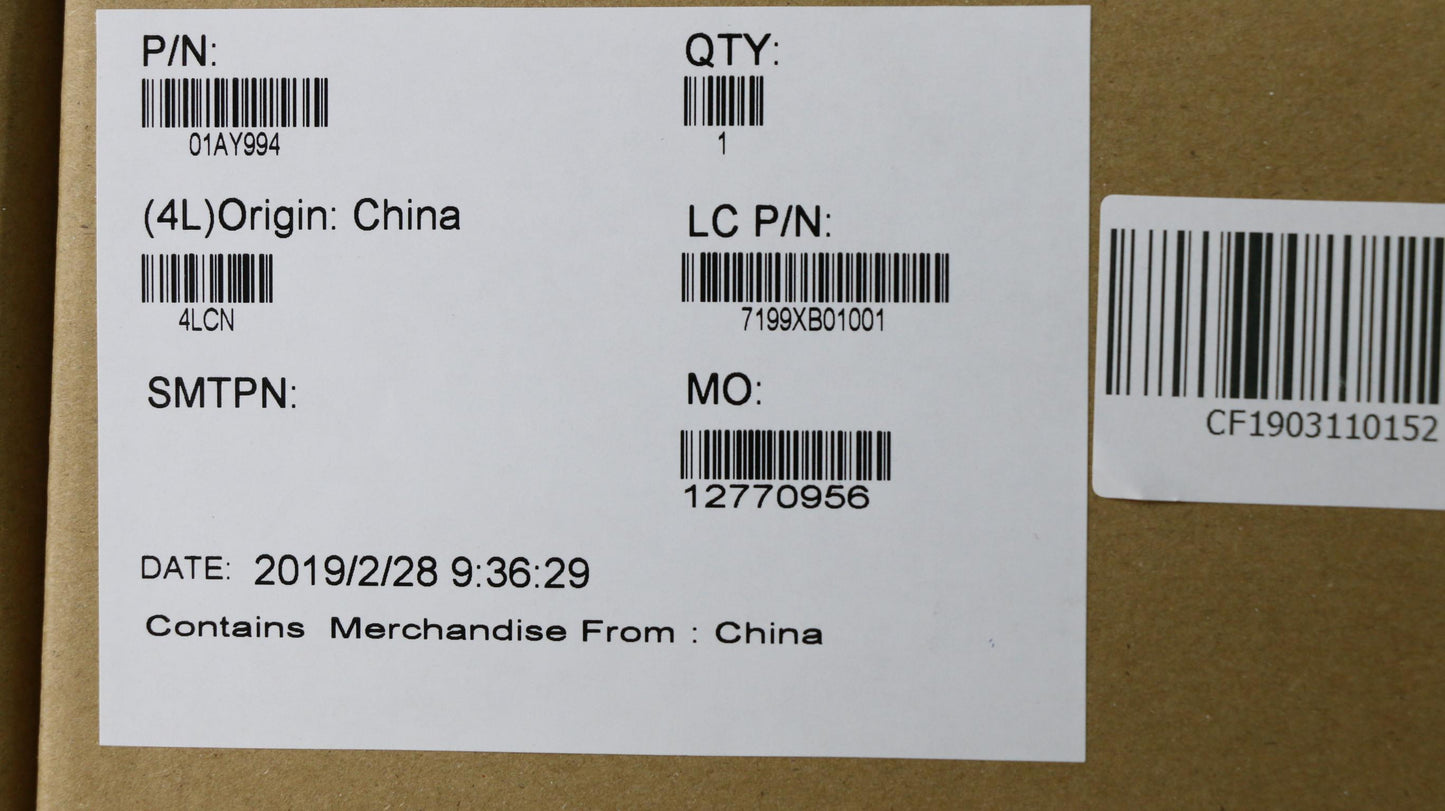 P/N:
01AY994
QTY:
1
(4L)Origin: China
4LCN
LC P/N:
7199XB01001
SMTPN:
MO:
12770956
DATE: 2019/2/28 9:36:29
Contains Merchandise From : China
CF1903110152